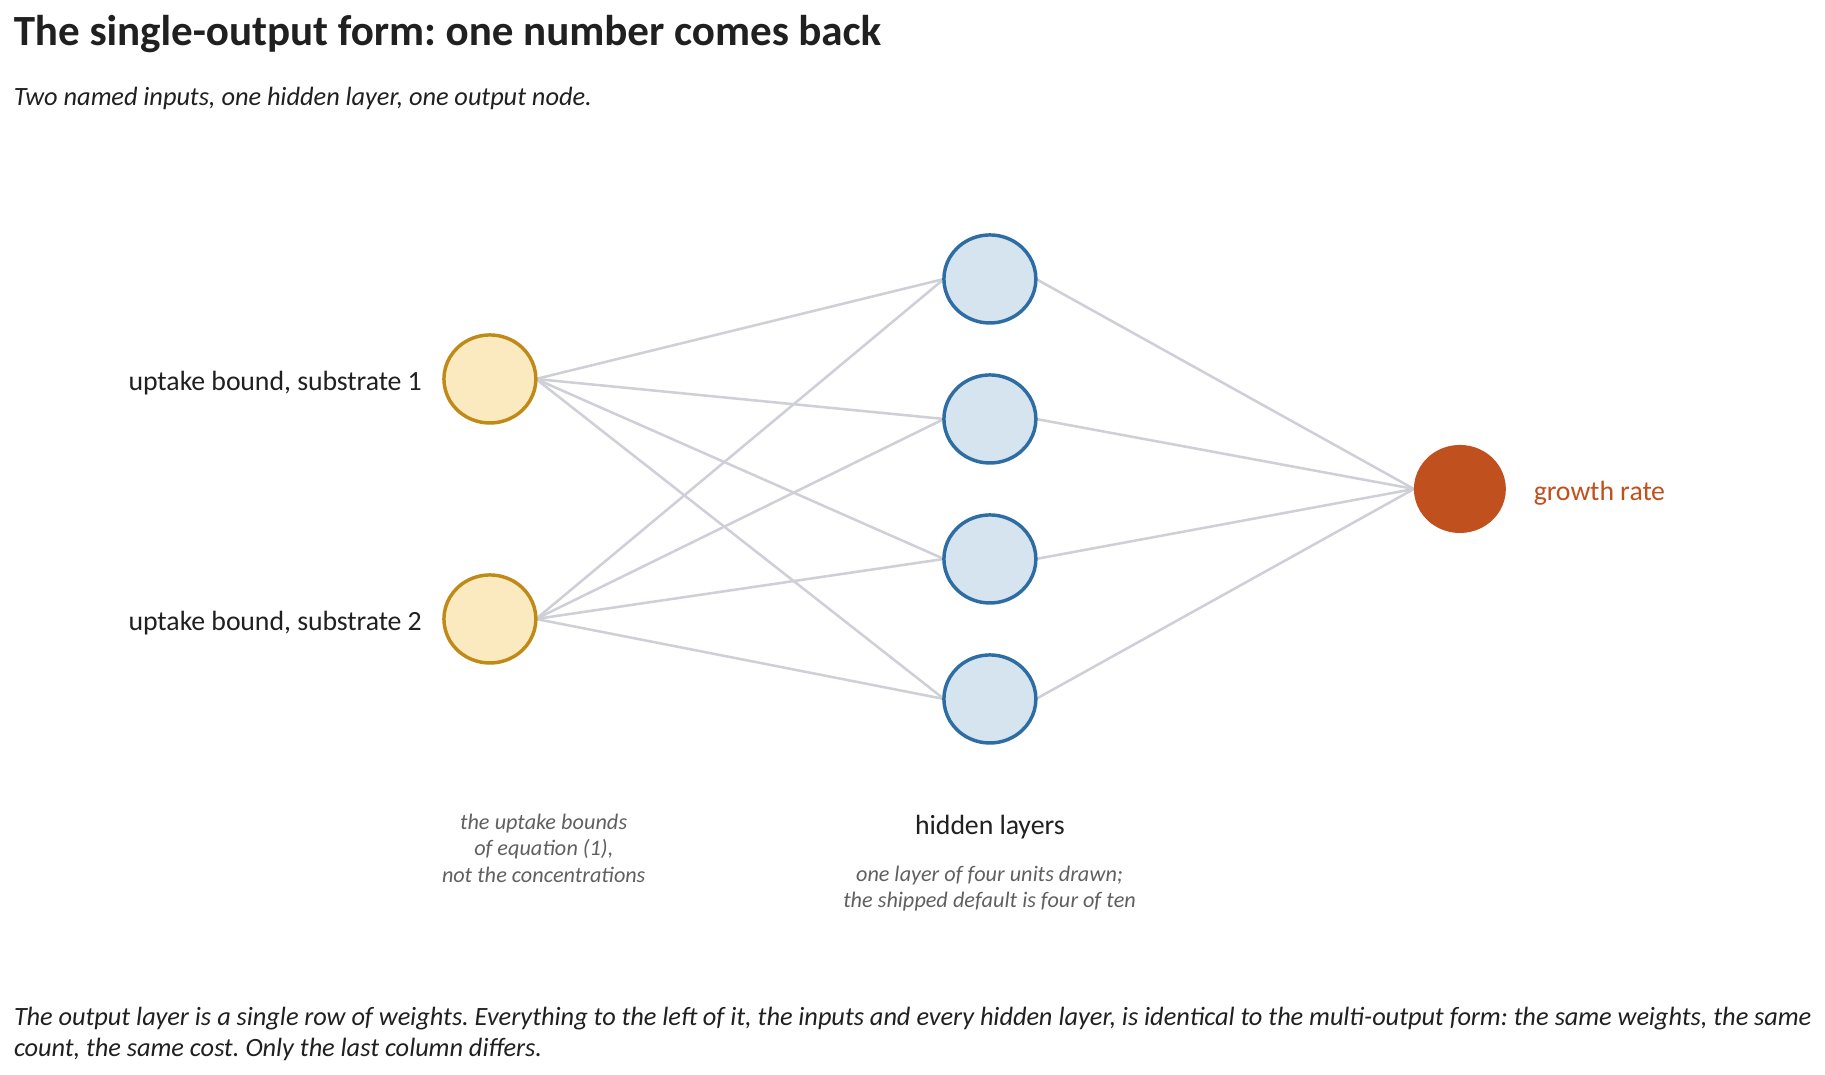 The single-output form: one number comes back
Two named inputs, one hidden layer, one output node.
uptake bound, substrate 1
growth rate
uptake bound, substrate 2
the uptake bounds
of equation (1),
not the concentrations
hidden layers
one layer of four units drawn;
the shipped default is four of ten
The output layer is a single row of weights. Everything to the left of it, the inputs and every hidden layer, is identical to the multi-output form: the same weights, the same
count, the same cost. Only the last column differs.